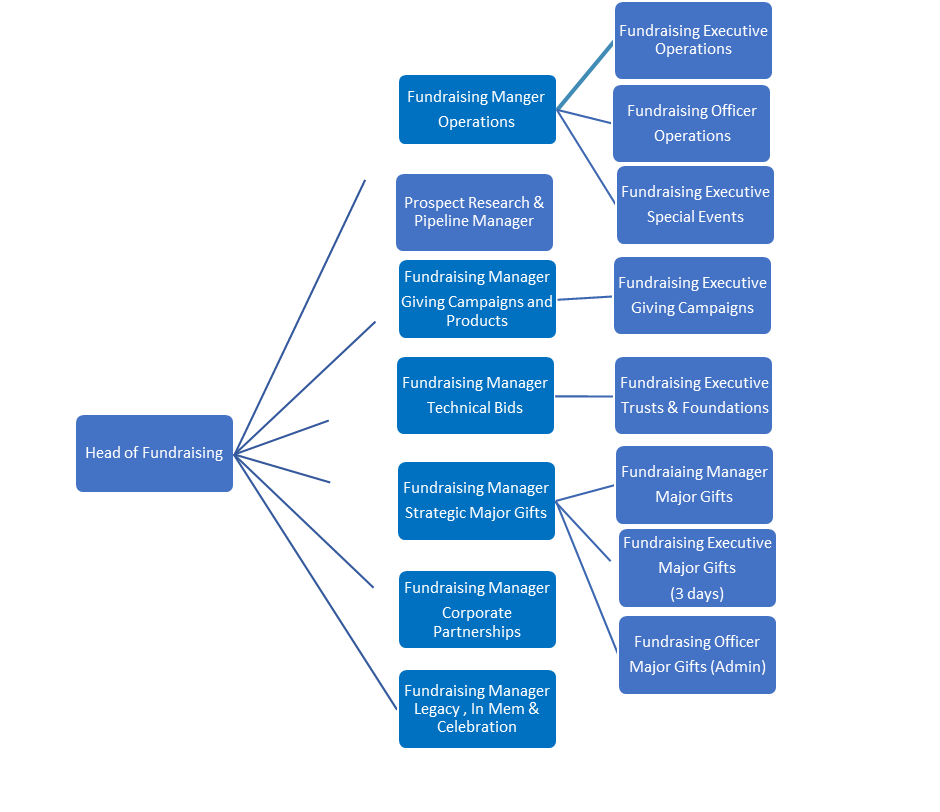 Head of Fundraising
Fundraising Manger
Operations
Prospect Research &
Pipeline Manager
Fundraising Manager
Giving Campaigns and
Products
Fundraising Manager
Technical Bids
Fundraising Manager
Strategic Major Gifts
Fundraising Manager
Corporate
Partnerships
Fundraising Manager
Legacy , In Mem &
Celebration
Fundraising Executive
Operations
Fundraising Officer
Operations
Fundraising Executive
Special Events
Fundraising Executive
Giving Campaigns
Fundraising Executive
Trusts & Foundations
Fundraiaing Manager
Major Gifts
Fundraising Executive
Major Gifts
(3 days)
Fundrasing Officer
Major Gifts (Admin)